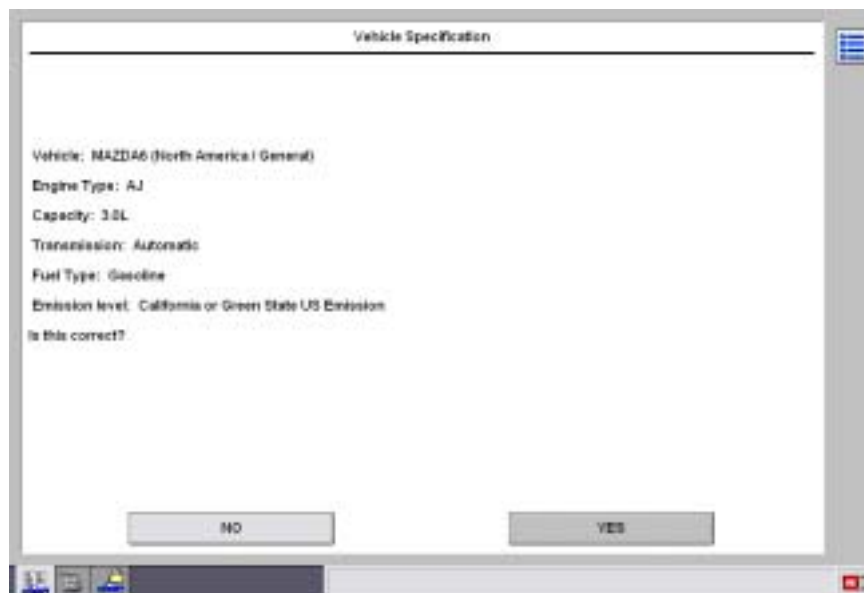 Vehicle Specification
Vehicle: MAZDA6 (North America / General)
Engine Type: AJ
Capacity: 3.0L
Transmission: Automatic
Fuel Type: Gasoline
Emission level: California or Green State US Emission
Is this correct?
NO
YES